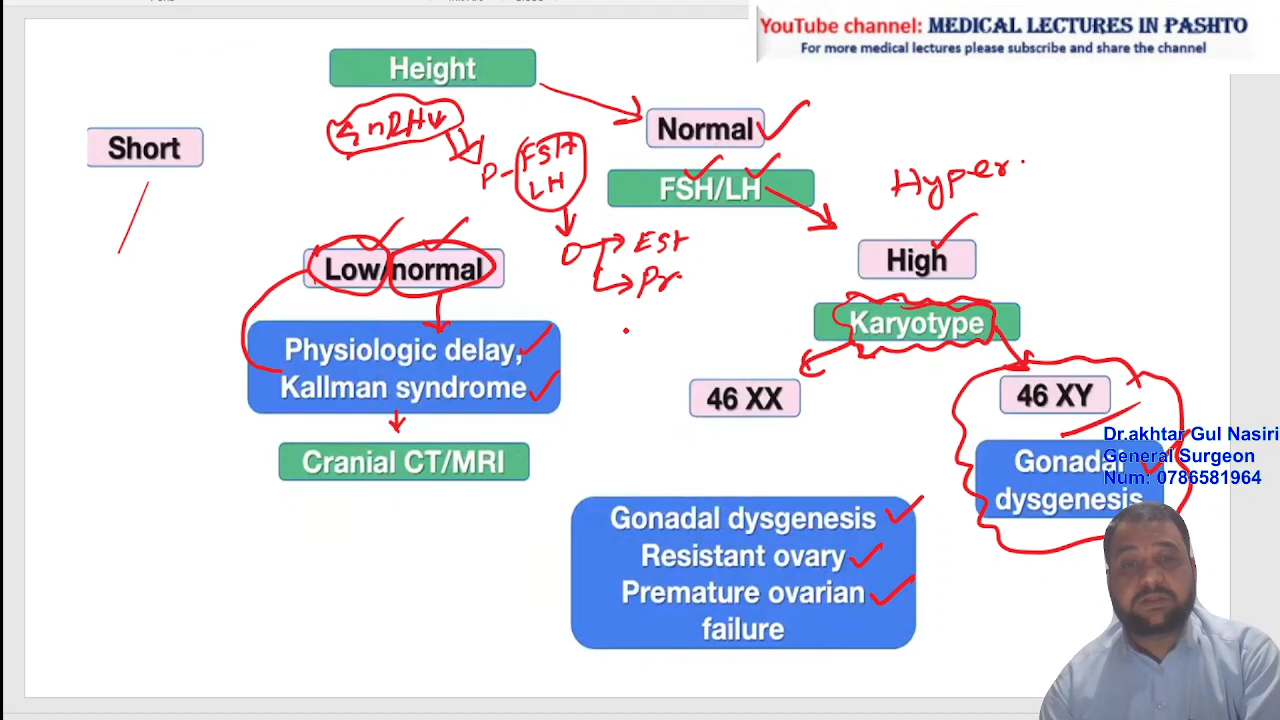 YouTube channel: MEDICAL LECTURES IN PASHTO
For more medical lectures please subscribe and share the channel
Height
GnRH
Normal
Short
P- FSH
LH
FSH/LH
Hyper
Low/normal
O
Est
Pr
High
Karyotype
Physiologic delay,
Kallman syndrome
46 XX
46 XY
Cranial CT/MRI
Gonadal
dysgenesis
Dr.akhtar Gul Nasiri
General Surgeon
Num: 0786581964
Gonadal dysgenesis
Resistant ovary
Premature ovarian
failure